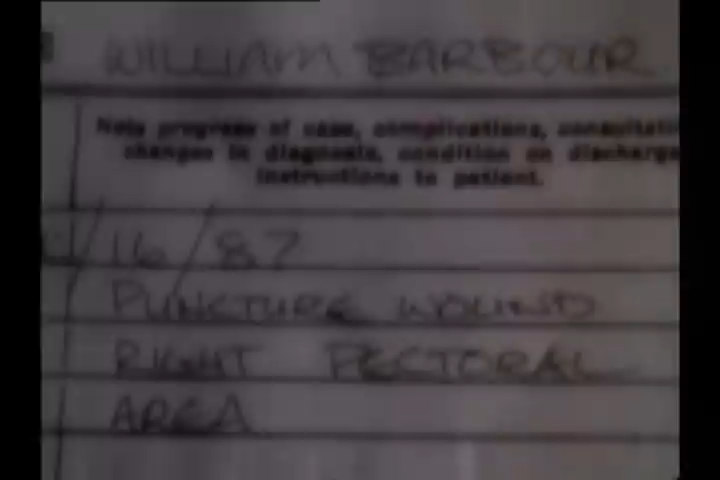 WILLIAM BARBOUR
Note progress of case, complications, consultati
changes in diagnosis, condition on discharge
instructions to patient.
/16/87
PUNCTURE WOUND
RIGHT PECTORAL
AREA